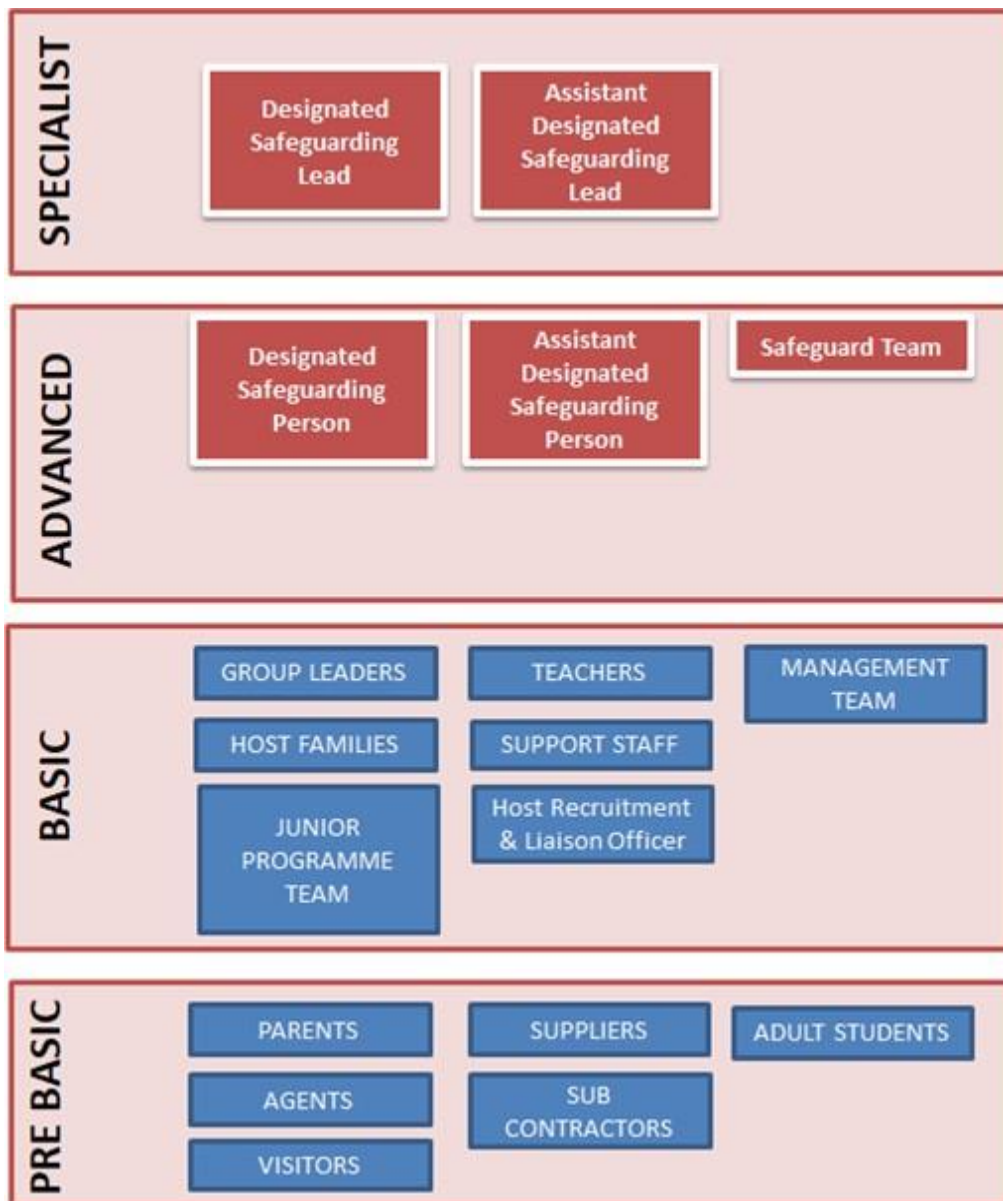 SPECIALIST
Designated
Safeguarding
Lead
Assistant
Designated
Safeguarding
Lead
ADVANCED
Designated
Safeguarding
Person
Assistant
Designated
Safeguarding
Person
Safeguard Team
BASIC
GROUP LEADERS
TEACHERS
MANAGEMENT
TEAM
HOST FAMILIES
SUPPORT STAFF
JUNIOR
PROGRAMME
TEAM
Host Recruitment
& Liaison Officer
PRE BASIC
PARENTS
SUPPLIERS
ADULT STUDENTS
AGENTS
SUB
CONTRACTORS
VISITORS